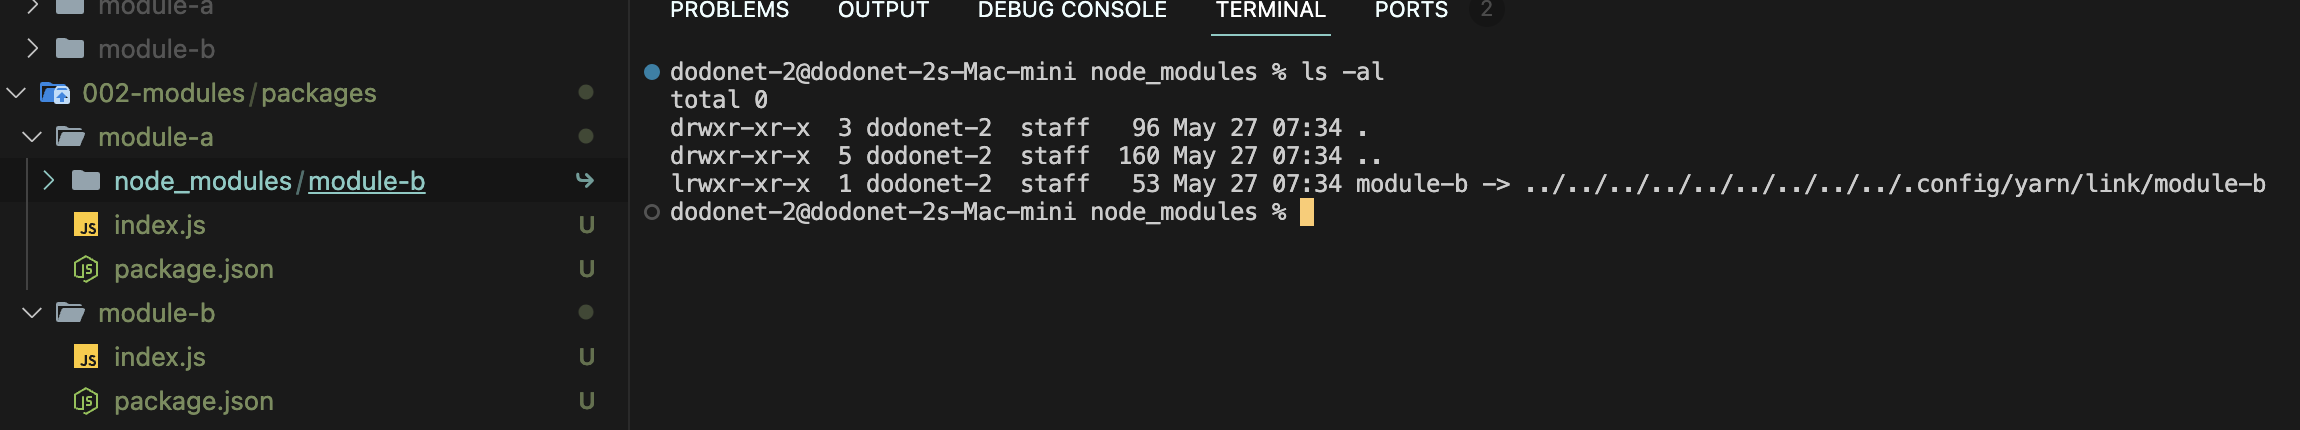 module-a
module-b
002-modules/packages
module-a
node_modules/module-b
index.js U
package.json U
module-b
index.js U
package.json U
PROBLEMS OUTPUT DEBUG CONSOLE TERMINAL PORTS 2
dodonet-2@dodonet-2s-Mac-mini node_modules % ls -al
total 0
drwxr-xr-x  3 dodonet-2  staff   96 May 27 07:34 .
drwxr-xr-x  5 dodonet-2  staff  160 May 27 07:34 ..
lrwxr-xr-x  1 dodonet-2  staff   53 May 27 07:34 module-b -> ../../../../../../../../../.config/yarn/link/module-b
dodonet-2@dodonet-2s-Mac-mini node_modules %